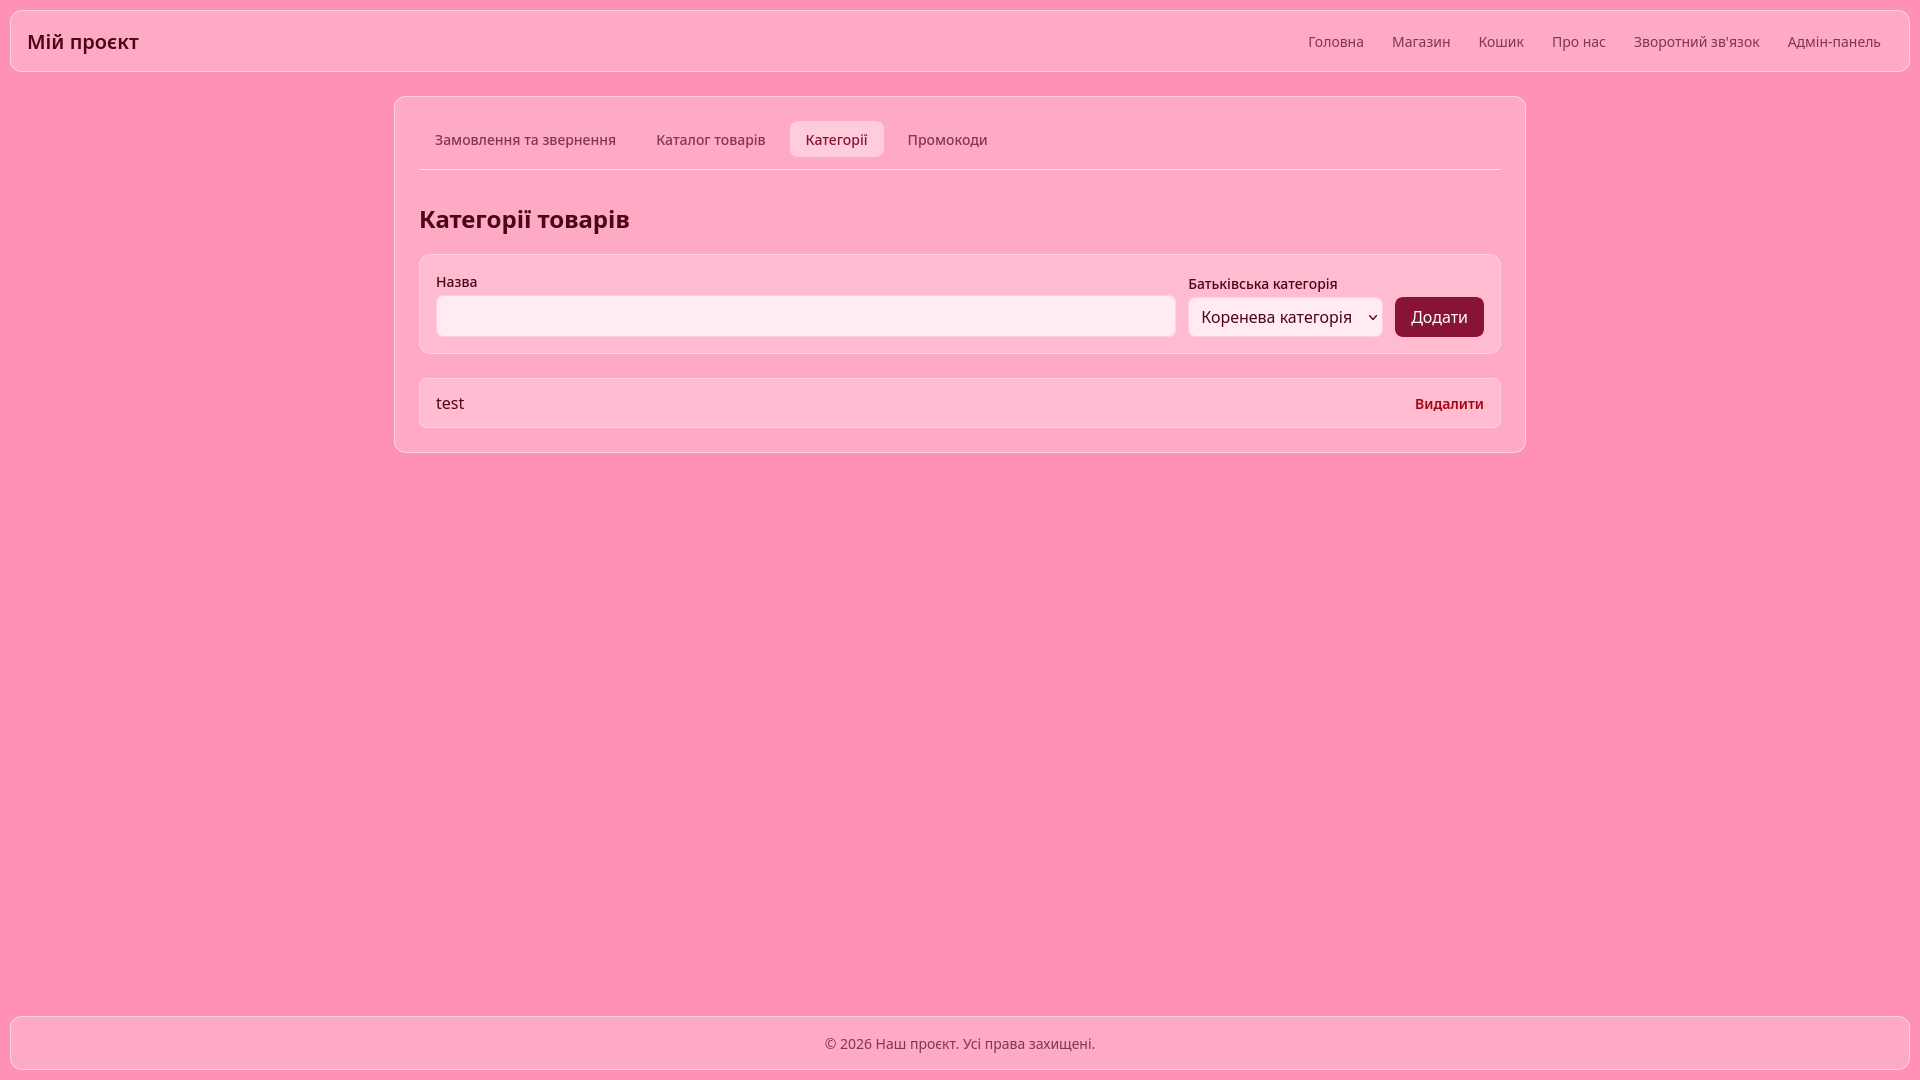 Мій проєкт
Головна Магазин Кошик Про нас Зворотний зв'язок Адмін-панель
Замовлення та звернення Каталог товарів Категорії Промокоди
Категорії товарів
Назва
Батьківська категорія
Коренева категорія
Додати
test
Видалити
© 2026 Наш проєкт. Усі права захищені.